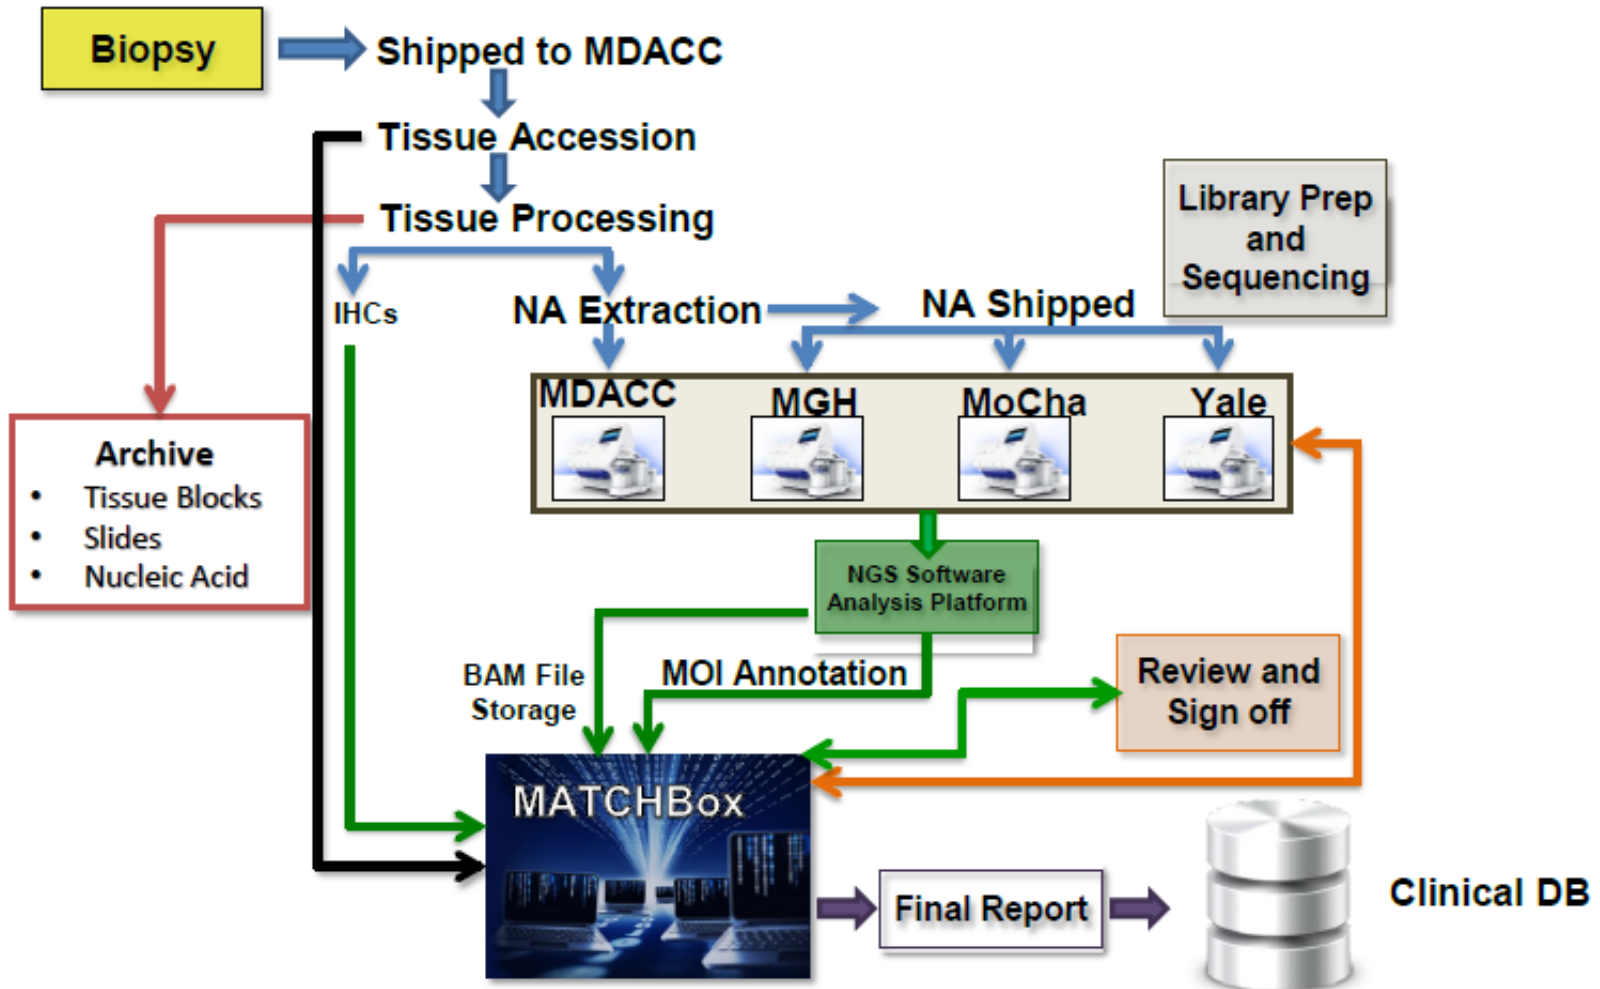 Biopsy
Shipped to MDACC
Tissue Accession
Tissue Processing
Library Prep
and
Sequencing
IHCs
NA Extraction
NA Shipped
MDACC
MGH
MoCha
Yale
Archive
• Tissue Blocks
• Slides
• Nucleic Acid
NGS Software
Analysis Platform
BAM File
Storage
MOI Annotation
Review and
Sign off
MATCHBox
Final Report
Clinical DB